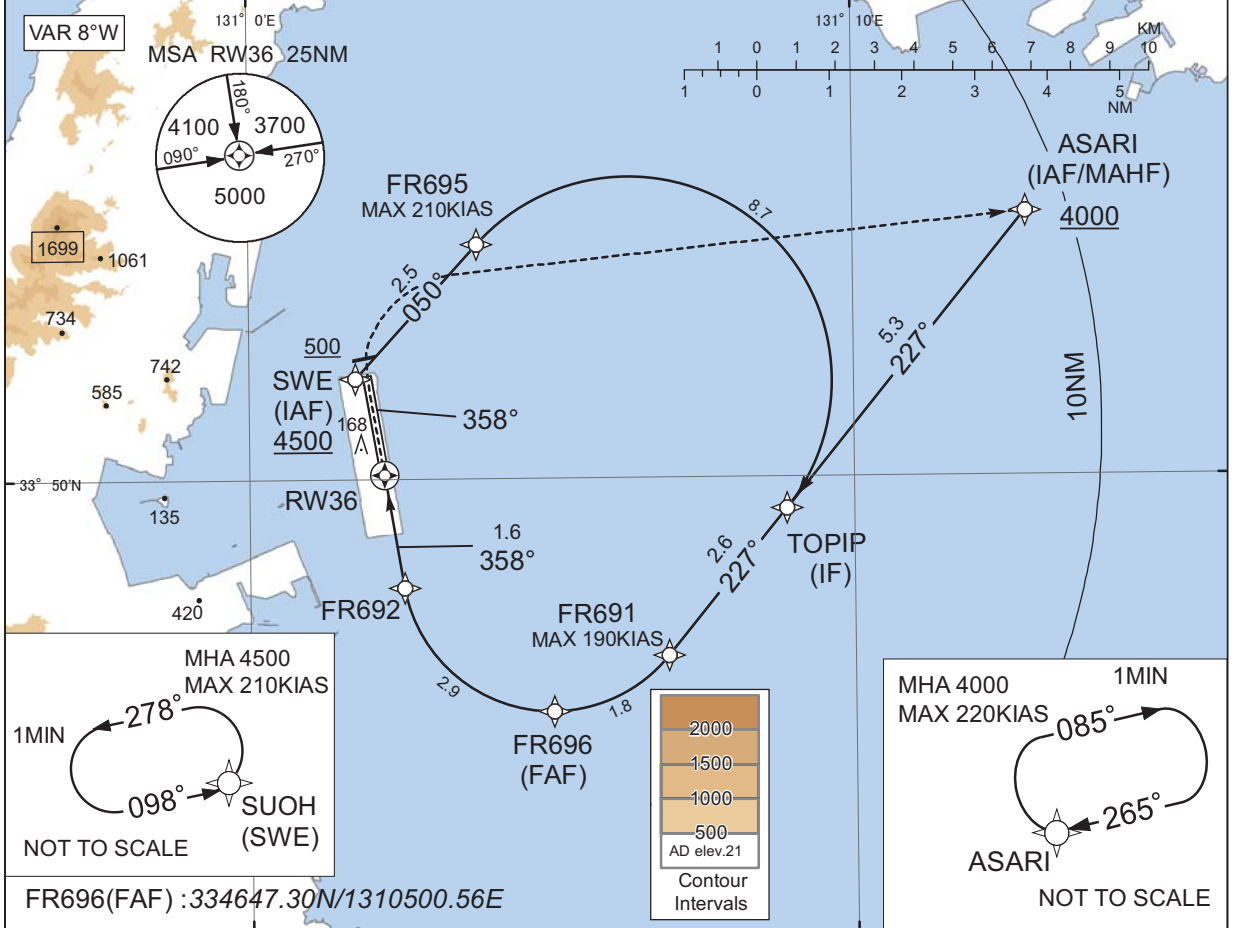 VAR 8°W
131° 0'E
131° 10'E
MSA RW36 25NM
180°
4100
3700
090°
270°
5000
KM
1 0 1 2 3 4 5 6 7 8 9 10
1 0 1 2 3 4 5
NM
ASARI
(IAF/MAHF)
4000
FR695
MAX 210KIAS
8.7
1699
1061
734
742
585
2.5
050°
5.3
227°
10NM
500
SWE
(IAF)
4500
168
358°
33° 50'N
RW36
135
1.6
358°
TOPIP
(IF)
2.6
227°
FR692
FR691
MAX 190KIAS
420
2.9
1.8
FR696
(FAF)
MHA 4500
MAX 210KIAS
1MIN
278°
098°
SUOH
(SWE)
NOT TO SCALE
2000
1500
1000
500
AD elev.21
Contour
Intervals
MHA 4000
1MIN
MAX 220KIAS
085°
265°
ASARI
NOT TO SCALE
FR696(FAF) :334647.30N/1310500.56E